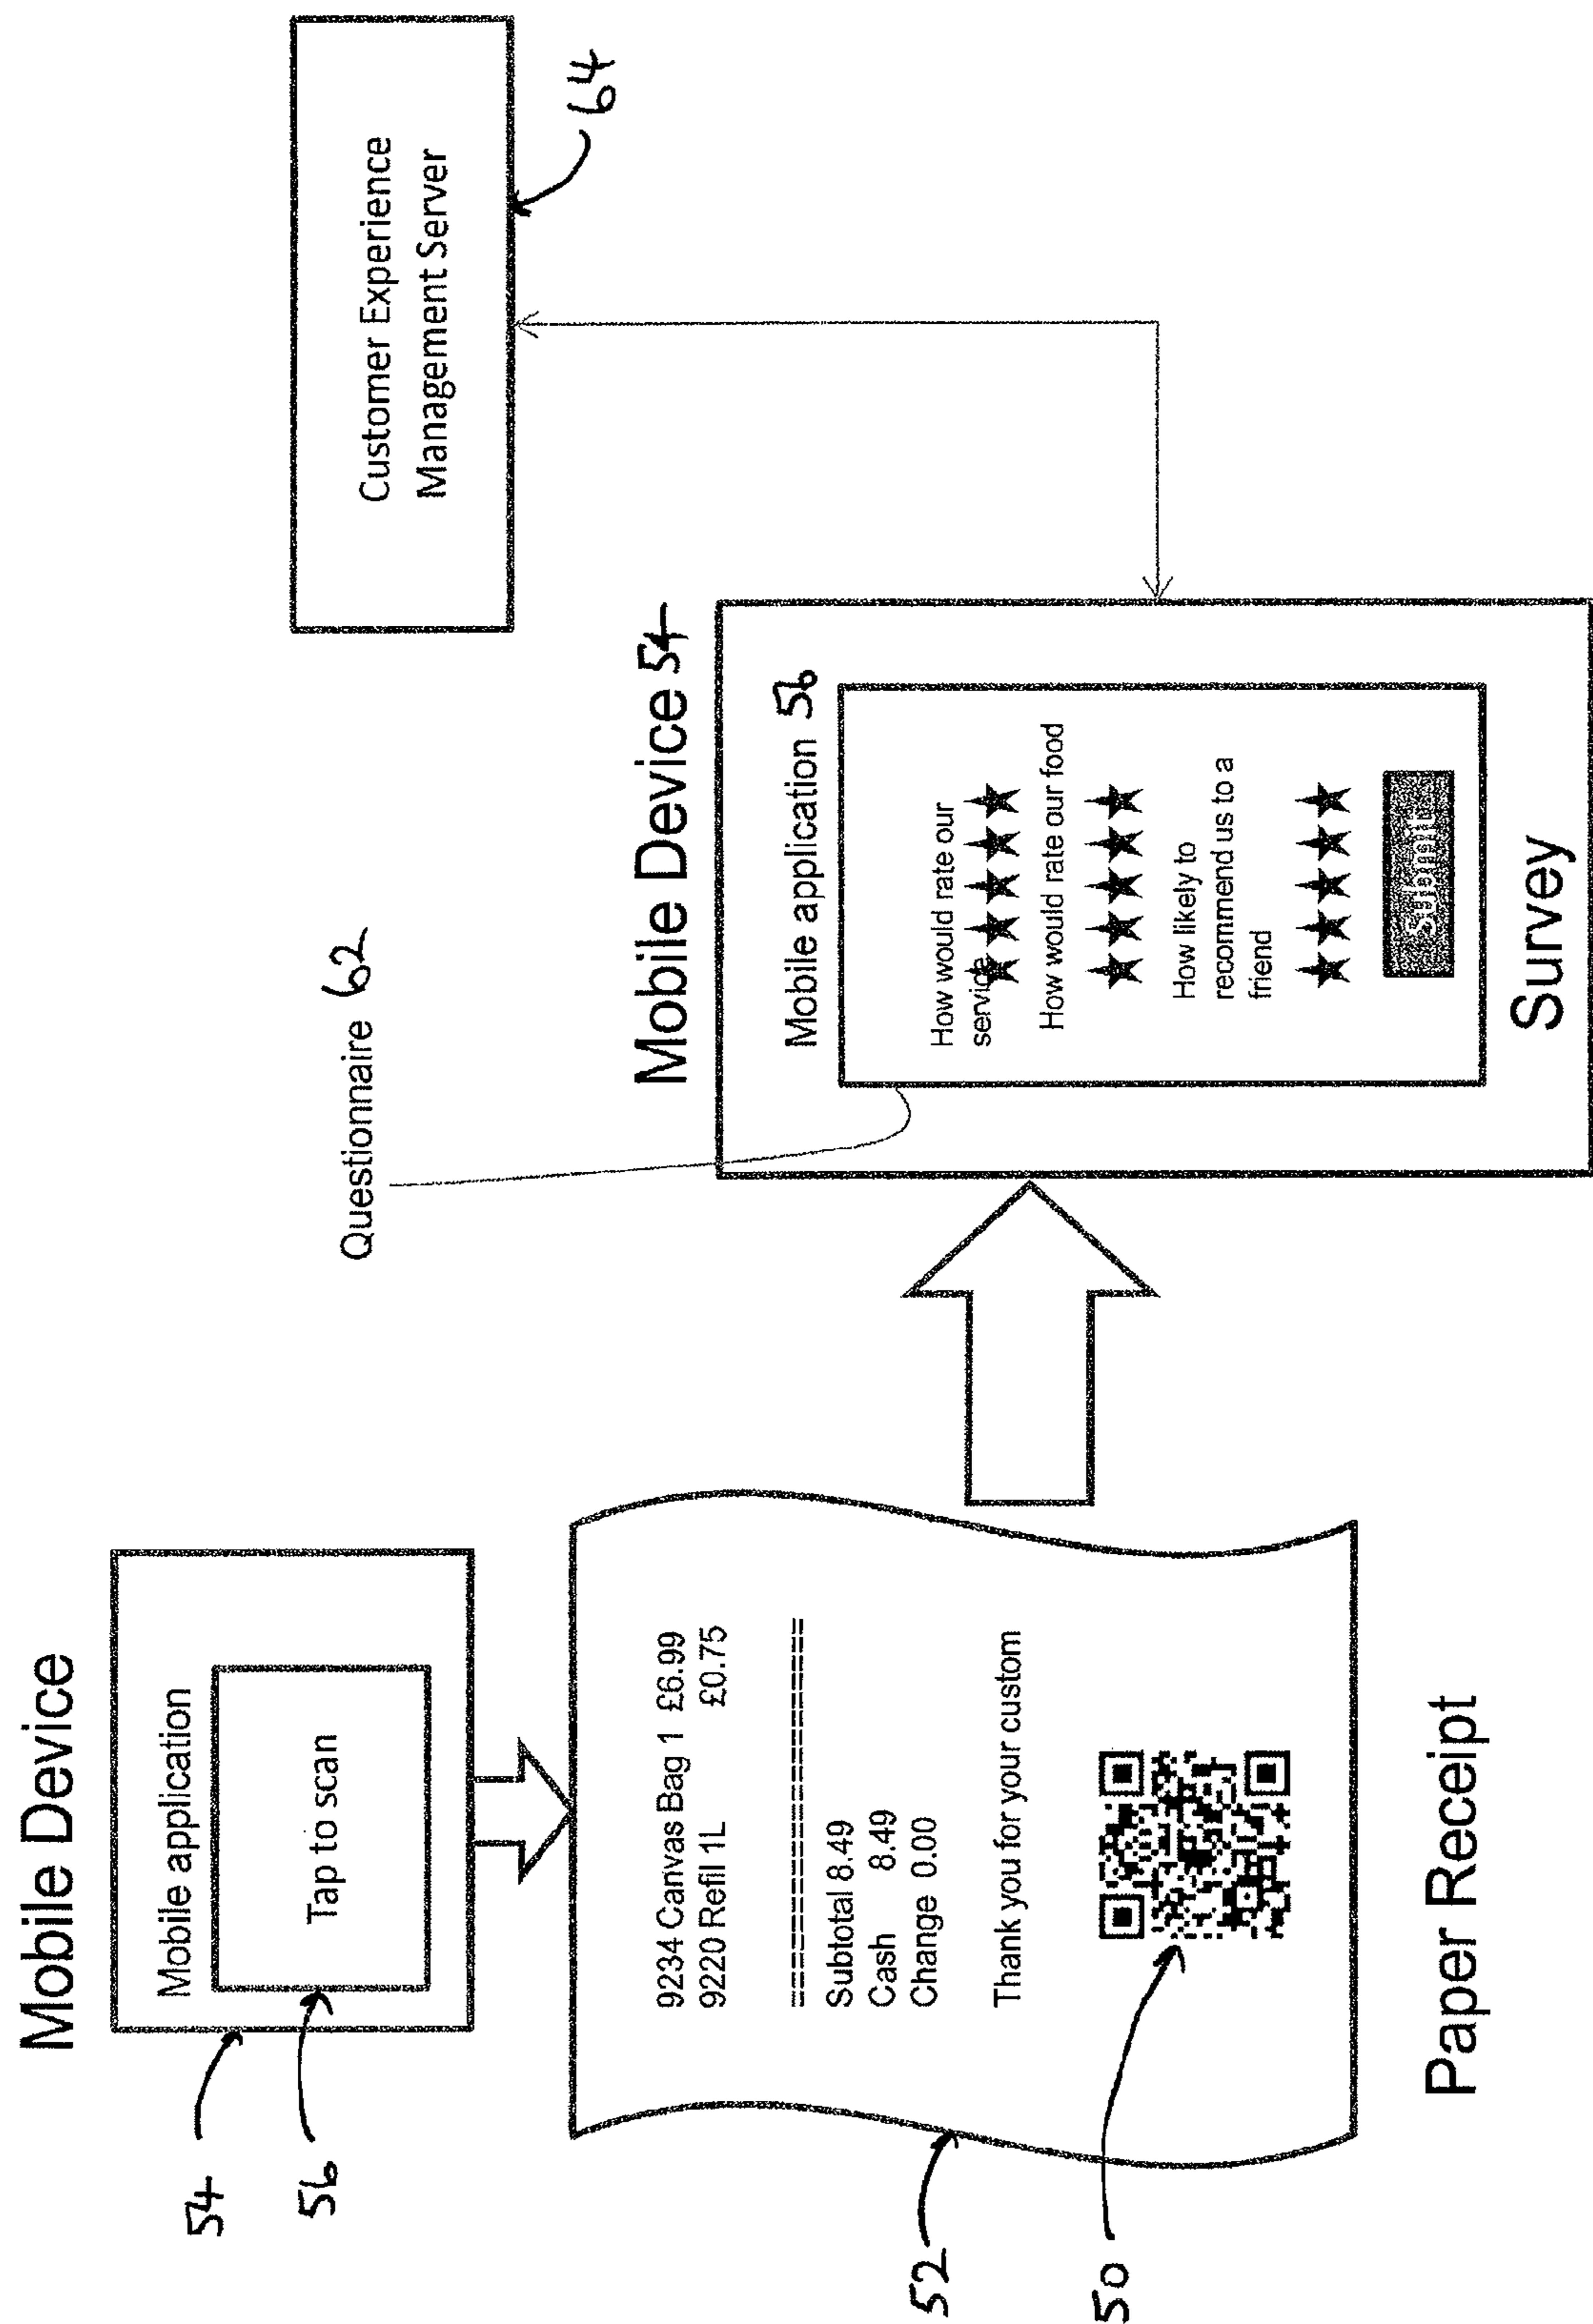 Mobile Device
Mobile application
Tap to scan
54
56
9234 Canvas Bag 1 £6.99
9220 Refil 1L £0.75
====================
Subtotal 8.49
Cash 8.49
Change 0.00
Thank you for your custom
52
50
Paper Receipt
Questionnaire 62
Mobile Device 54
Mobile application 56
How would rate our
service
How would rate our food
How likely to
recommend us to a
friend
Submit
Survey
Customer Experience
Management Server
64